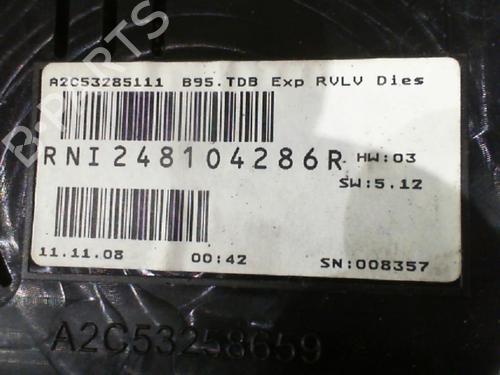 B-PARTS
A2C53285111 B95.TDB Exp RVLV Dies
RNI248104286R HW:03
SW:5.12
11.11.08 00:42 SN:008357
A2C53258659